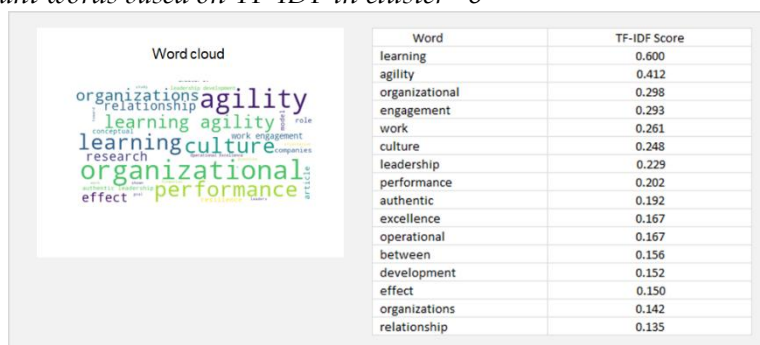 ant words based on TF-IDF in cluster
Word cloud
organizations agility
relationship
learning agility role
conceptual work engagement
learning culture companies
research
organizational
authentic leadership performance article
effect resilience leaders
Word TF-IDF Score
learning 0.600
agility 0.412
organizational 0.298
engagement 0.293
work 0.261
culture 0.248
leadership 0.229
performance 0.202
authentic 0.192
excellence 0.167
operational 0.167
between 0.156
development 0.152
effect 0.150
organizations 0.142
relationship 0.135